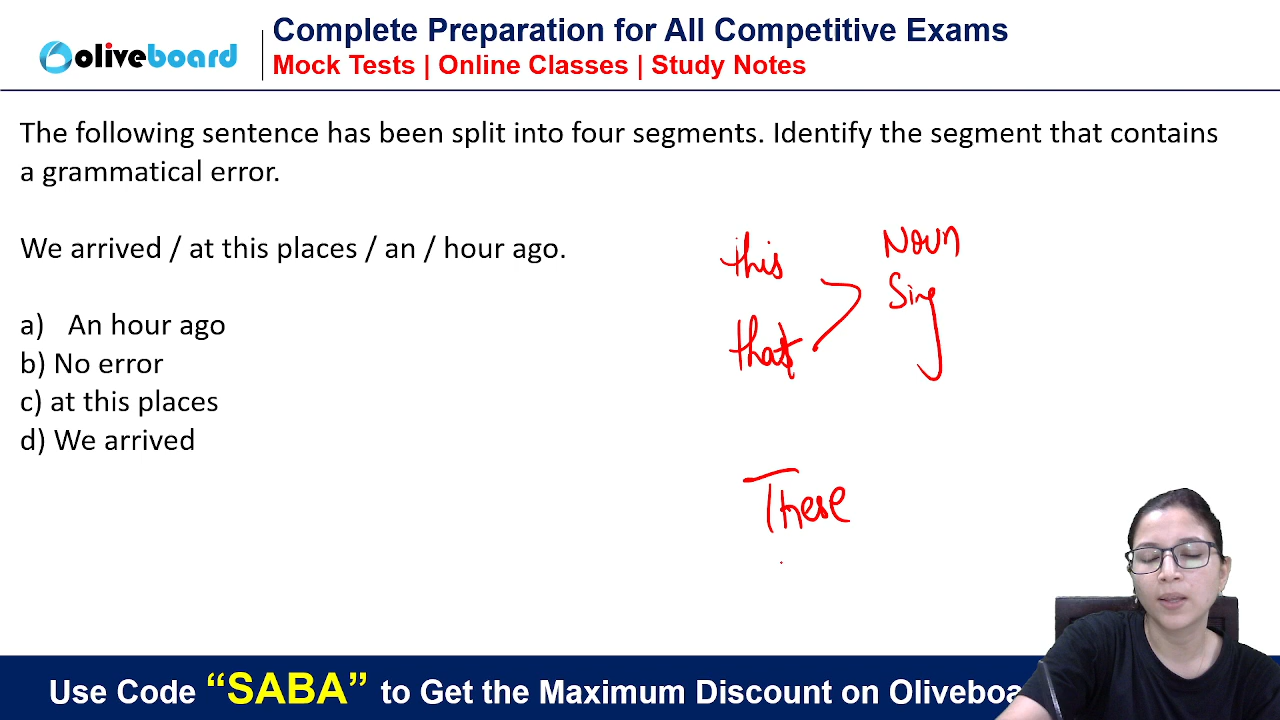 oliveboard
Complete Preparation for All Competitive Exams
Mock Tests | Online Classes | Study Notes
The following sentence has been split into four segments. Identify the segment that contains
a grammatical error.
We arrived / at this places / an / hour ago.
a) An hour ago
b) No error
c) at this places
d) We arrived
this
that
Noun
Sing
These
Use Code “SABA” to Get the Maximum Discount on Oliveboa